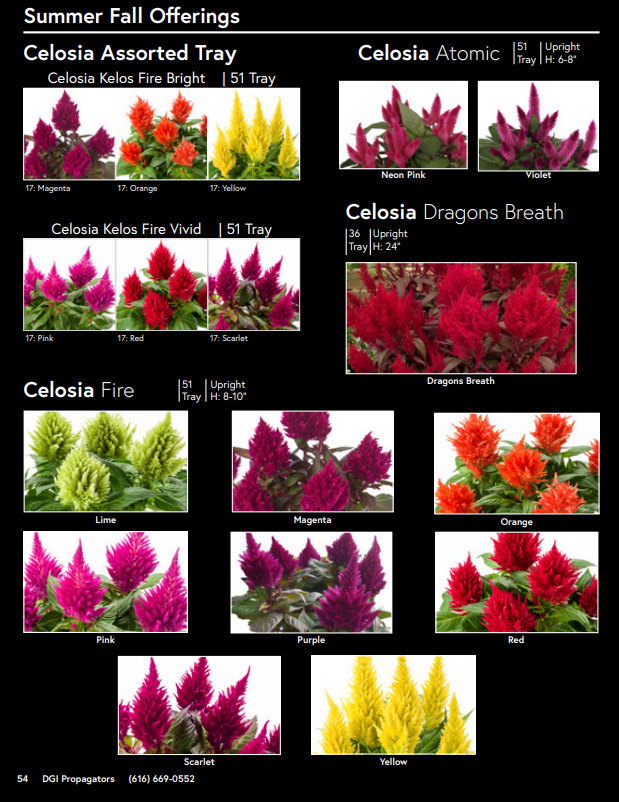 Summer Fall Offerings
Celosia Assorted Tray
Celosia Kelos Fire Bright | 51 Tray
17: Magenta
17: Orange
17: Yellow
Celosia Kelos Fire Vivid | 51 Tray
17: Pink
17: Red
17: Scarlet
Celosia Atomic
51
Tray
Upright
H: 6-8"
Neon Pink
Violet
Celosia Dragons Breath
36
Tray
Upright
H: 24"
Dragons Breath
Celosia Fire
51
Tray
Upright
H: 8-10"
Lime
Magenta
Orange
Pink
Purple
Red
Scarlet
Yellow
54 DGI Propagators (616) 669-0552